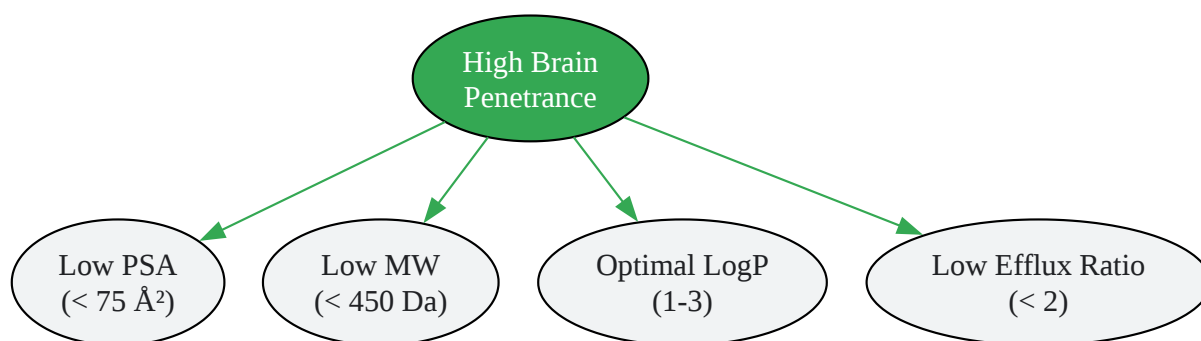 High Brain
Penetrance
Low PSA
(< 75 Å²)
Low MW
(< 450 Da)
Optimal LogP
(1-3)
Low Efflux Ratio
(< 2)